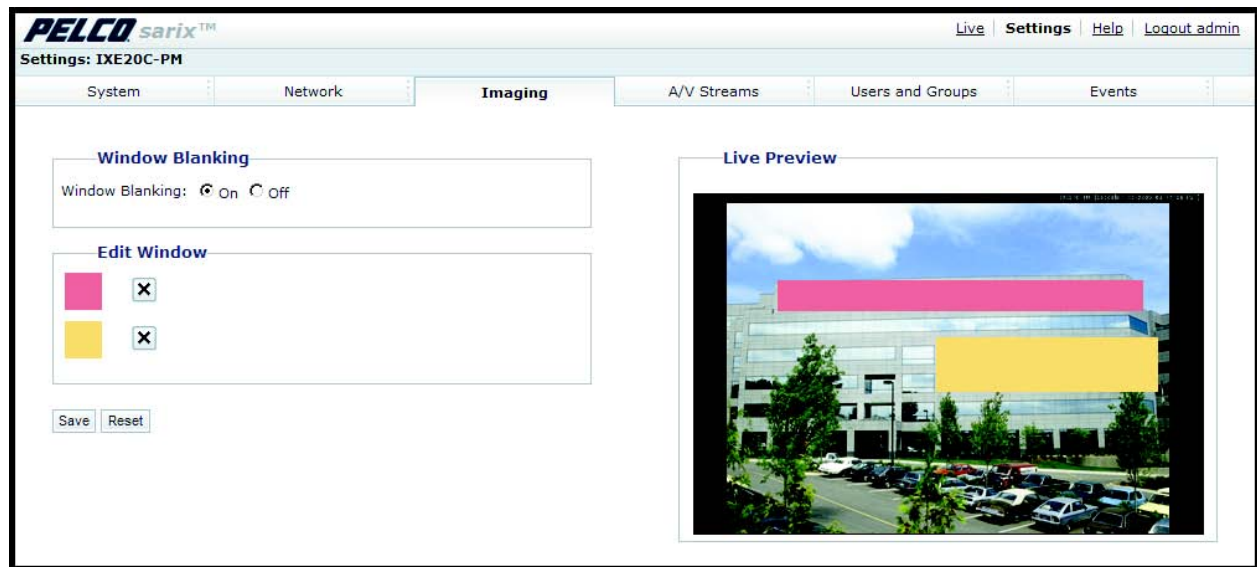 PELCO sarix™
Live Settings Help Logout admin
Settings: IXE20C-PM
System Network Imaging A/V Streams Users and Groups Events
Window Blanking
Window Blanking: On Off
Edit Window
Save Reset
Live Preview